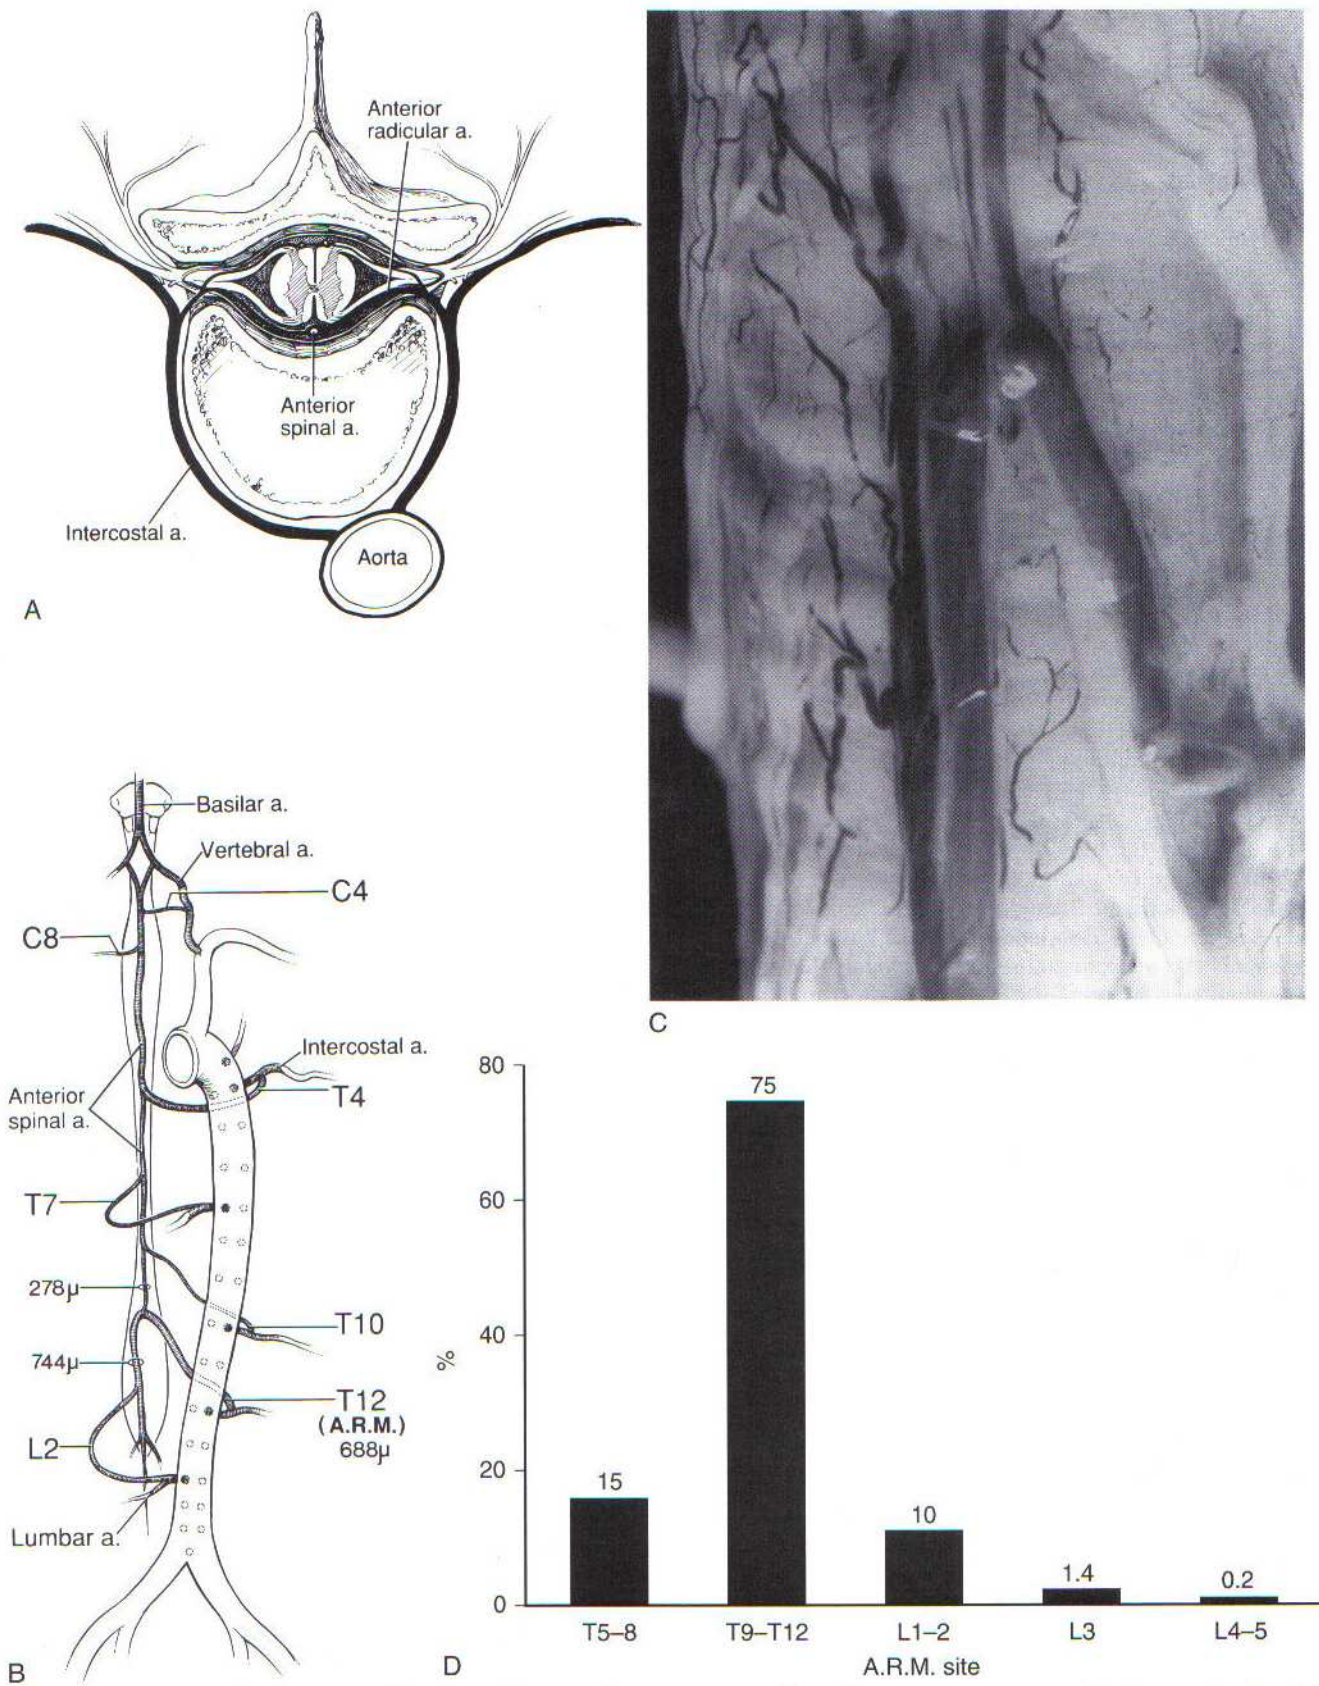 Anterior
radicular a.
Anterior
spinal a.
Intercostal a.
Aorta
A
Basilar a.
Vertebral a.
C4
C8
Intercostal a.
T4
Anterior
spinal a.
T7
278µ
T10
744µ
T12
(A.R.M.)
688µ
L2
Lumbar a.
B
C
80
60
40
20
0
%
15
75
10
1.4
0.2
T5–8
T9–T12
L1–2
L3
L4–5
A.R.M. site
D